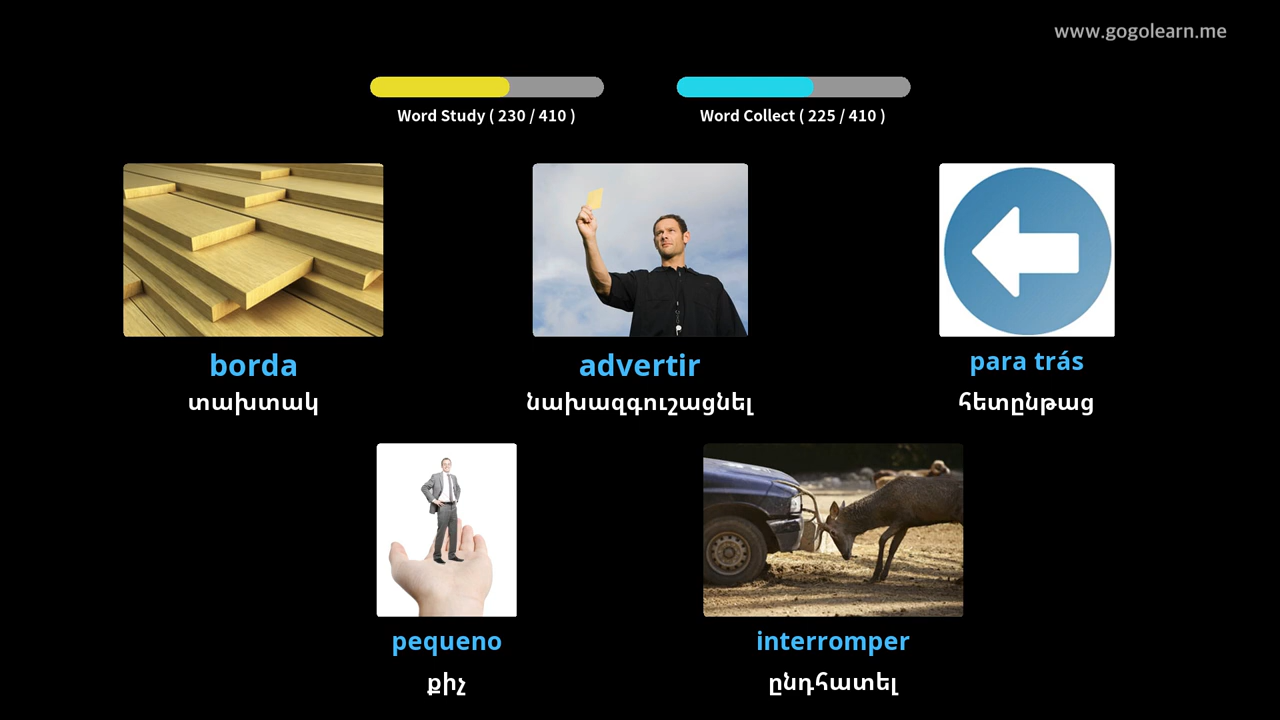 www.gogolearn.me
Word Study ( 230 / 410 )
Word Collect ( 225 / 410 )
borda
տախտակ
advertir
նախազգուշացնել
para trás
հետընթաց
pequeno
քիչ
interromper
ընդհատել